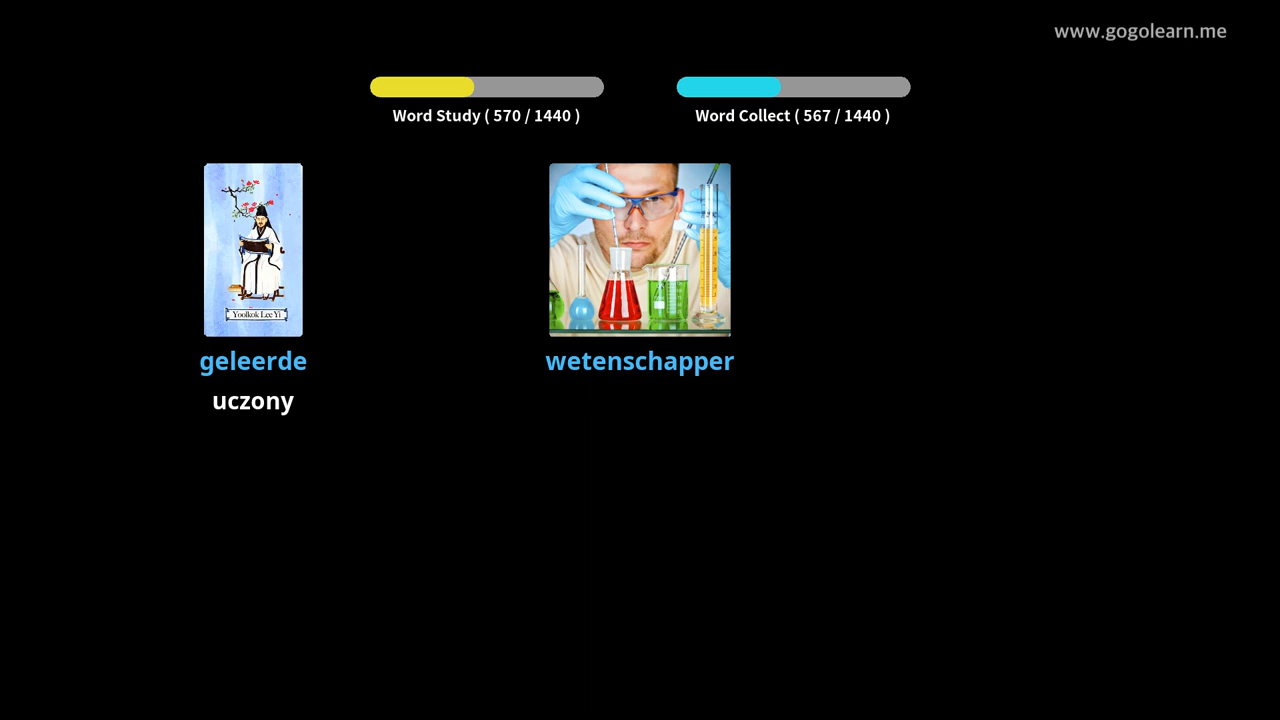 www.gogolearn.me
Word Study ( 570 / 1440 )
Word Collect ( 567 / 1440 )
Yoolkok Lee Yi
geleerde
wetenschapper
uczony